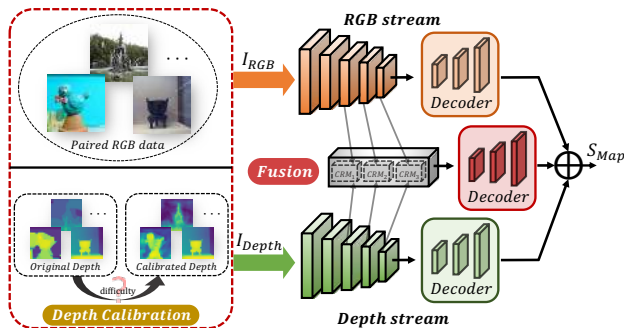 RGB stream
I_RGB
Decoder
Paired RGB data
Fusion
CRM_1 CRM_2 CRM_3
Decoder
S_Map
Original Depth
Calibrated Depth
I_Depth
difficulty
?
Depth Calibration
Decoder
Depth stream